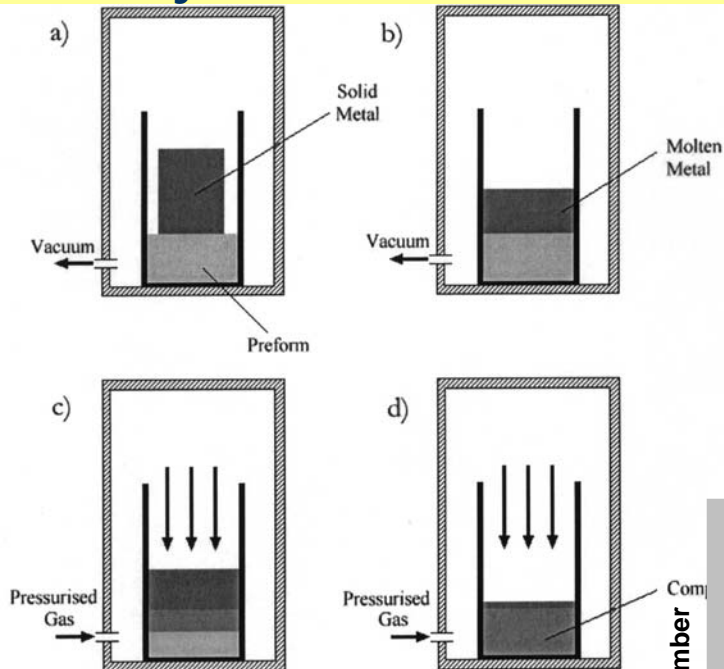 a)
Solid
Metal
Vacuum
Preform
b)
Molten
Metal
Vacuum
c)
Pressurised
Gas
d)
Pressurised
Gas